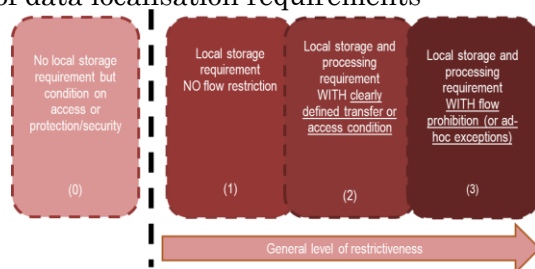 of data localisation requirements
No local storage
requirement but
condition on
access or
protection/security
(0)
Local storage
requirement
NO flow restriction
(1)
Local storage and
processing
requirement
WITH clearly
defined transfer or
access condition
(2)
Local storage and
processing
requirement
WITH flow
prohibition (or ad-
hoc exceptions)
(3)
General level of restrictiveness